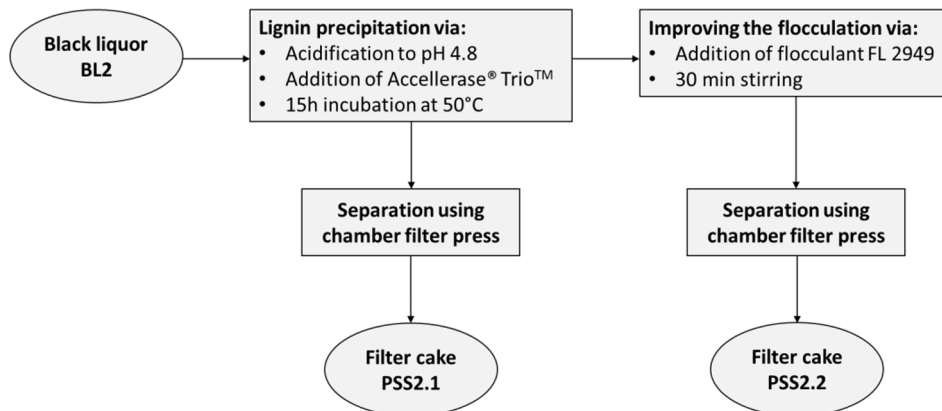 Black liquor
BL2
Lignin precipitation via:
• Acidification to pH 4.8
• Addition of Accellerase® Trio™
• 15h incubation at 50°C
Improving the flocculation via:
• Addition of flocculant FL 2949
• 30 min stirring
Separation using
chamber filter press
Separation using
chamber filter press
Filter cake
PSS2.1
Filter cake
PSS2.2